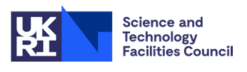 UK
RI
Science and
Technology
Facilities Council